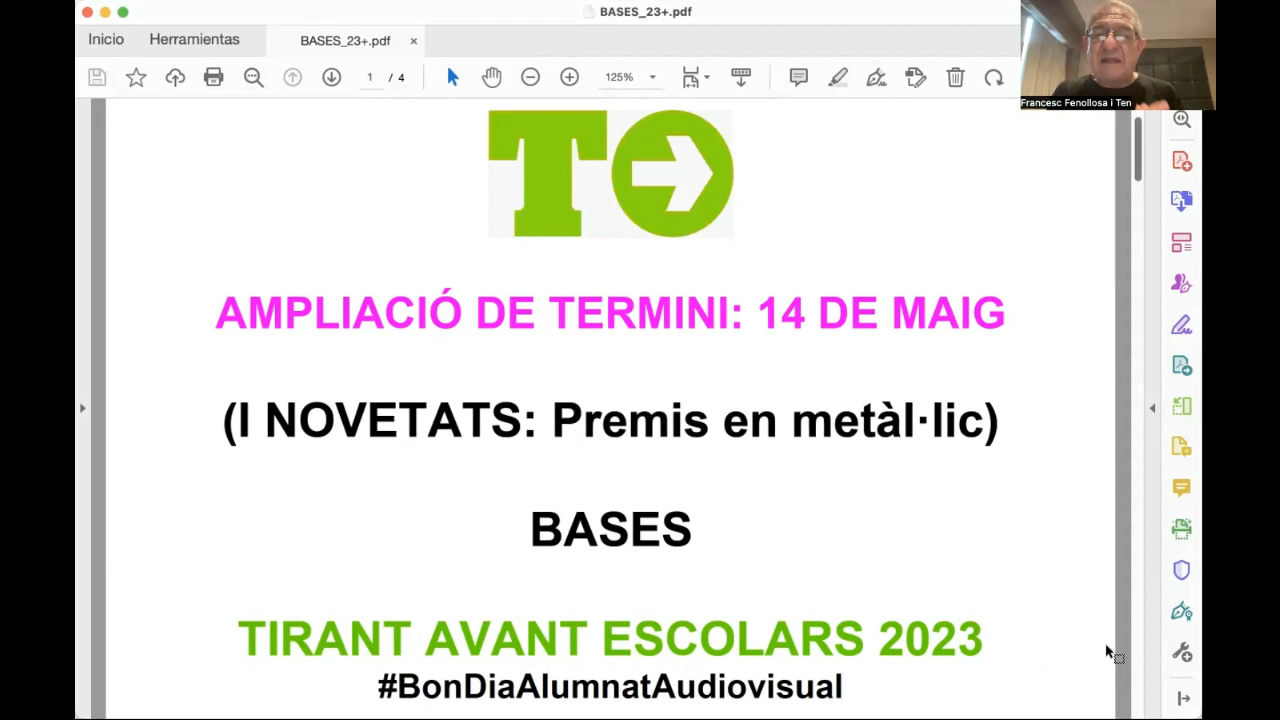 BASES_23+.pdf
Inicio
Herramientas
BASES_23+.pdf
×
1 / 4
125%
Francesc Fenollosa i Ten
TO
AMPLIACIÓ DE TERMINI: 14 DE MAIG
(I NOVETATS: Premis en metàl·lic)
BASES
TIRANT AVANT ESCOLARS 2023
#BonDiaAlumnatAudiovisual